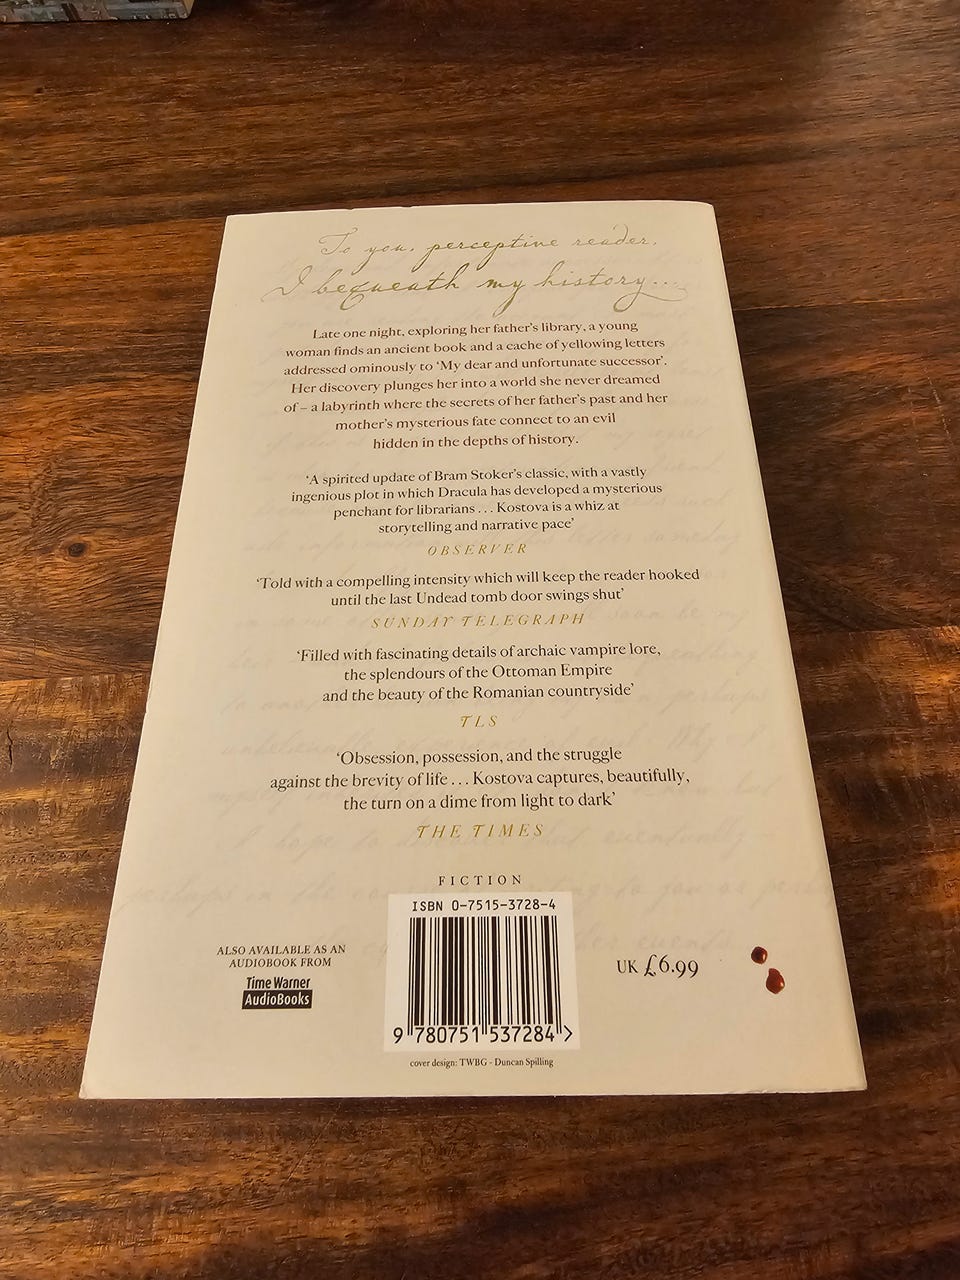 To you, perceptive reader,
I bequeath my history...
Late one night, exploring her father's library, a young
woman finds an ancient book and a cache of yellowing letters
addressed ominously to 'My dear and unfortunate successor'.
Her discovery plunges her into a world she never dreamed
of – a labyrinth where the secrets of her father's past and her
mother's mysterious fate connect to an evil
hidden in the depths of history.
'A spirited update of Bram Stoker's classic, with a vastly
ingenious plot in which Dracula has developed a mysterious
penchant for librarians ... Kostova is a whiz at
storytelling and narrative pace'
OBSERVER
'Told with a compelling intensity which will keep the reader hooked
until the last Undead tomb door swings shut'
SUNDAY TELEGRAPH
'Filled with fascinating details of archaic vampire lore,
the splendours of the Ottoman Empire
and the beauty of the Romanian countryside'
TLS
'Obsession, possession, and the struggle
against the brevity of life ... Kostova captures, beautifully,
the turn on a dime from light to dark'
THE TIMES
FICTION
ISBN 0-7515-3728-4
9 780751 537284 >
ALSO AVAILABLE AS AN
AUDIOBOOK FROM
Time Warner
AudioBooks
UK £6.99
cover design: TWBG - Duncan Spilling